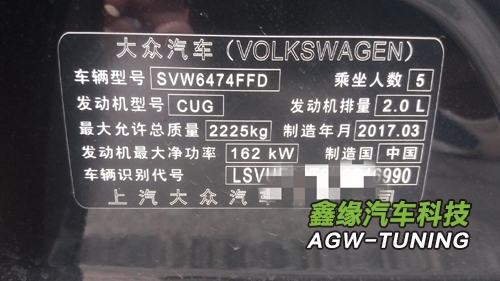 大众汽车(VOLKSWAGEN)
车辆型号 SVW6474FFD 乘坐人数 5
发动机型号 CUG 发动机排量 2.0 L
最大允许总质量 2225kg 制造年月 2017.03
发动机最大净功率 162 kW 制造国 中国
车辆识别代号 LSV 6990
上汽大众汽车 司
鑫缘汽车科技
AGW-TUNING